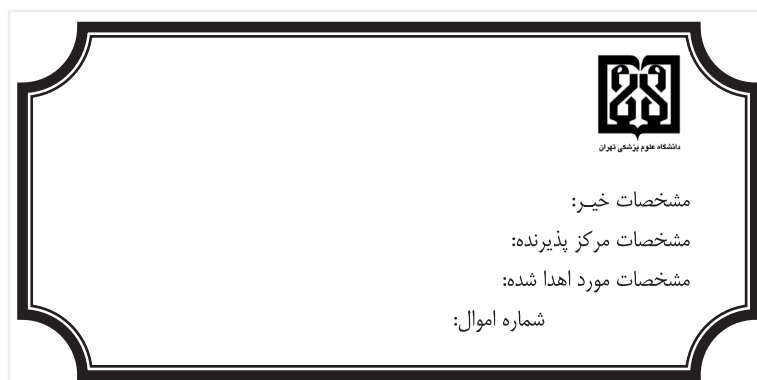 دانشگاه علوم پزشکی تهران
مشخصات خیـر:
مشخصات مرکز پذیرنده:
مشخصات مورد اهدا شده:
شماره اموال: